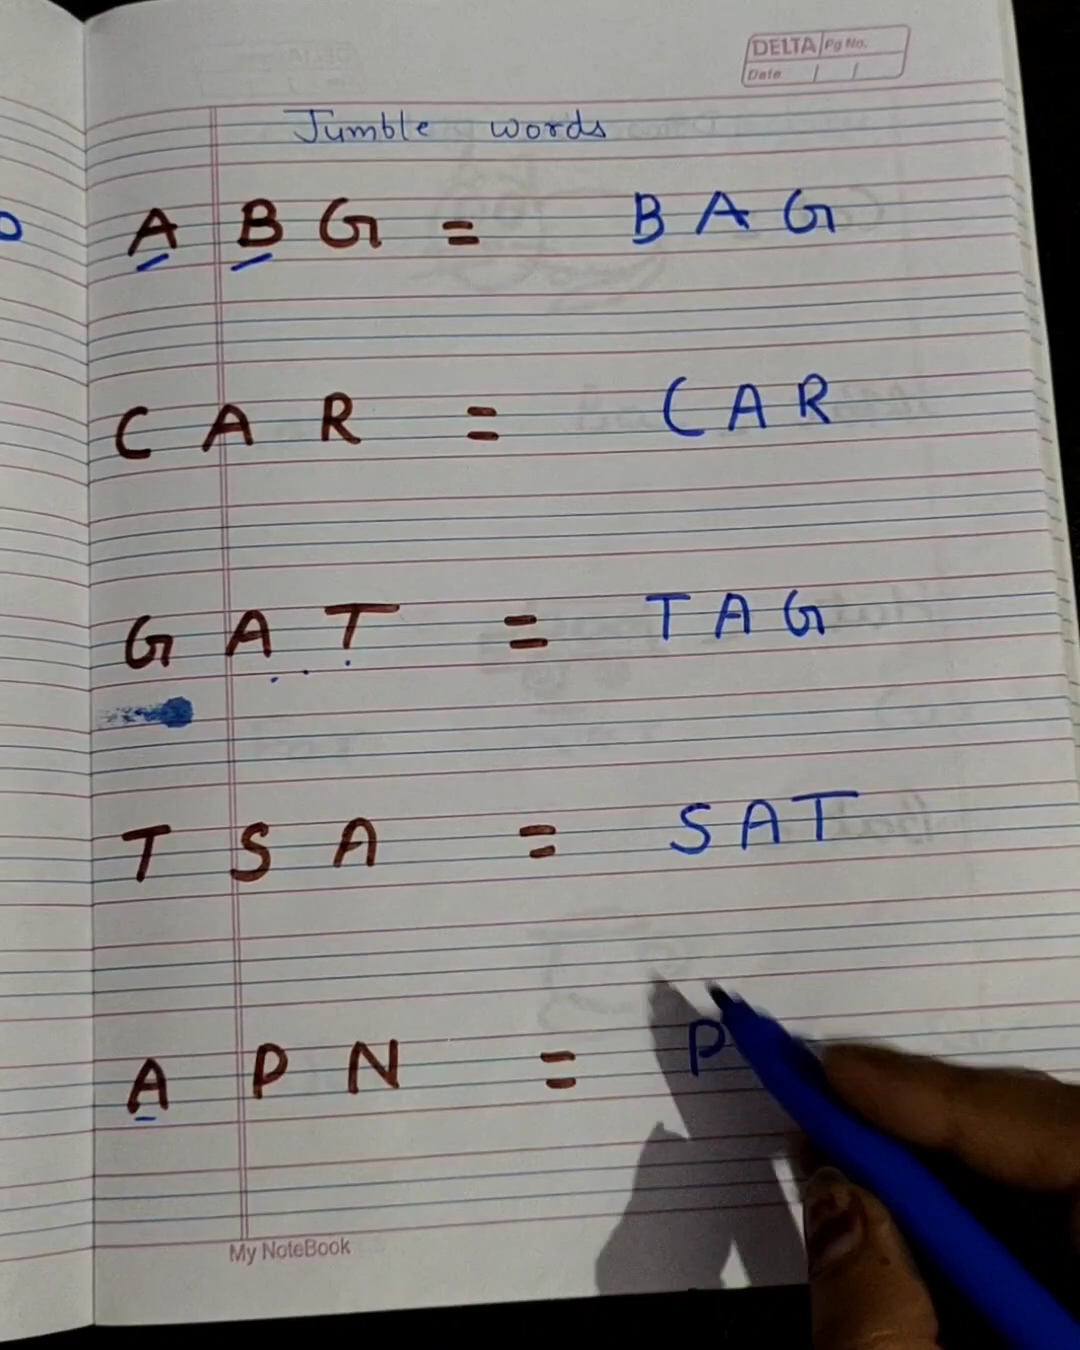 DELTA Pg No.
Date / /
Jumble words
A B G = B A G
C A R = C A R
G A T = T A G
T S A = S A T
A P N = P
My NoteBook